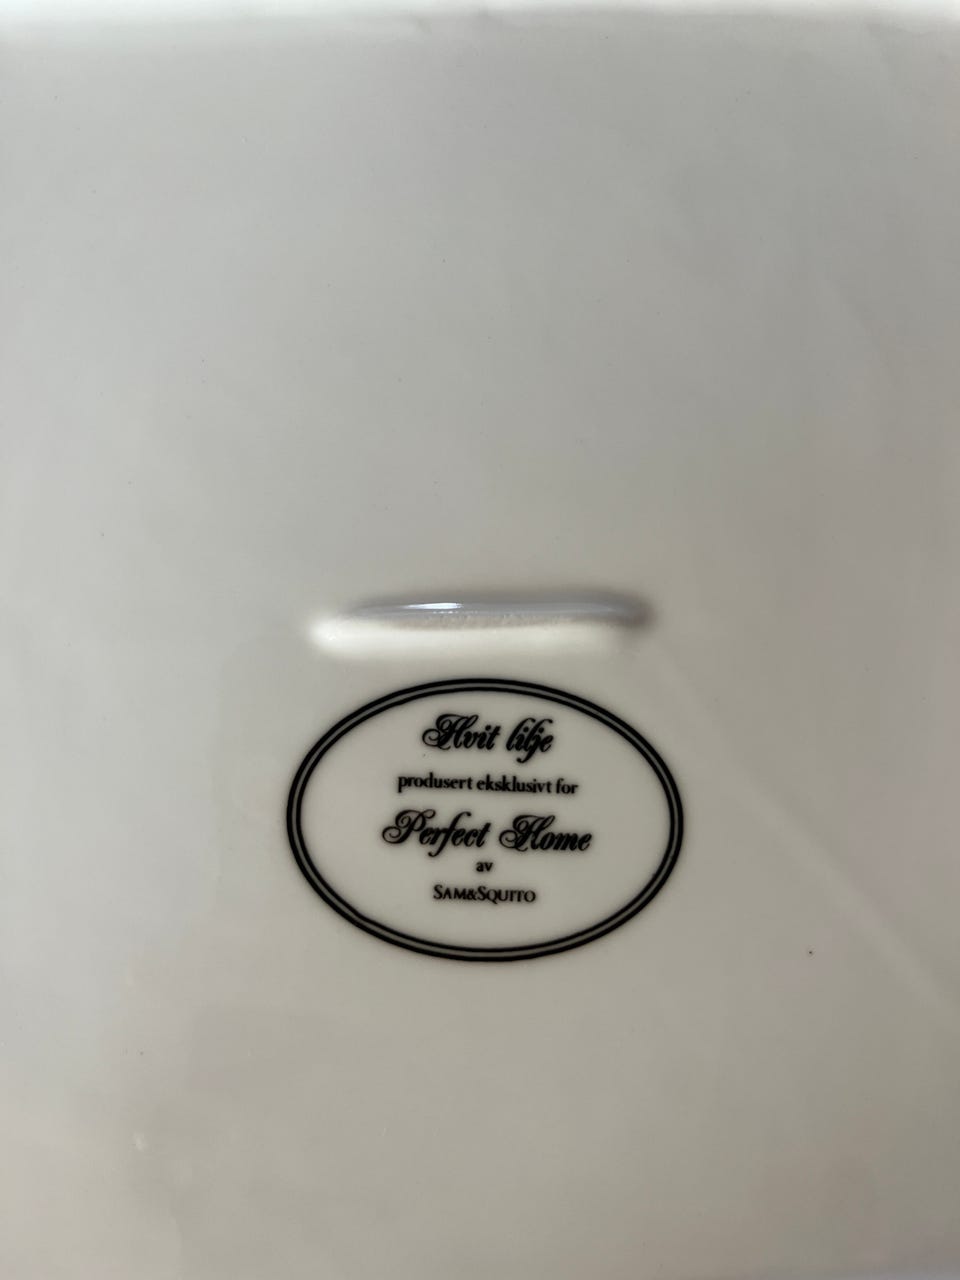 Hvit lilje
produsert eksklusivt for
Perfect Home
av
SAM&SQUITO